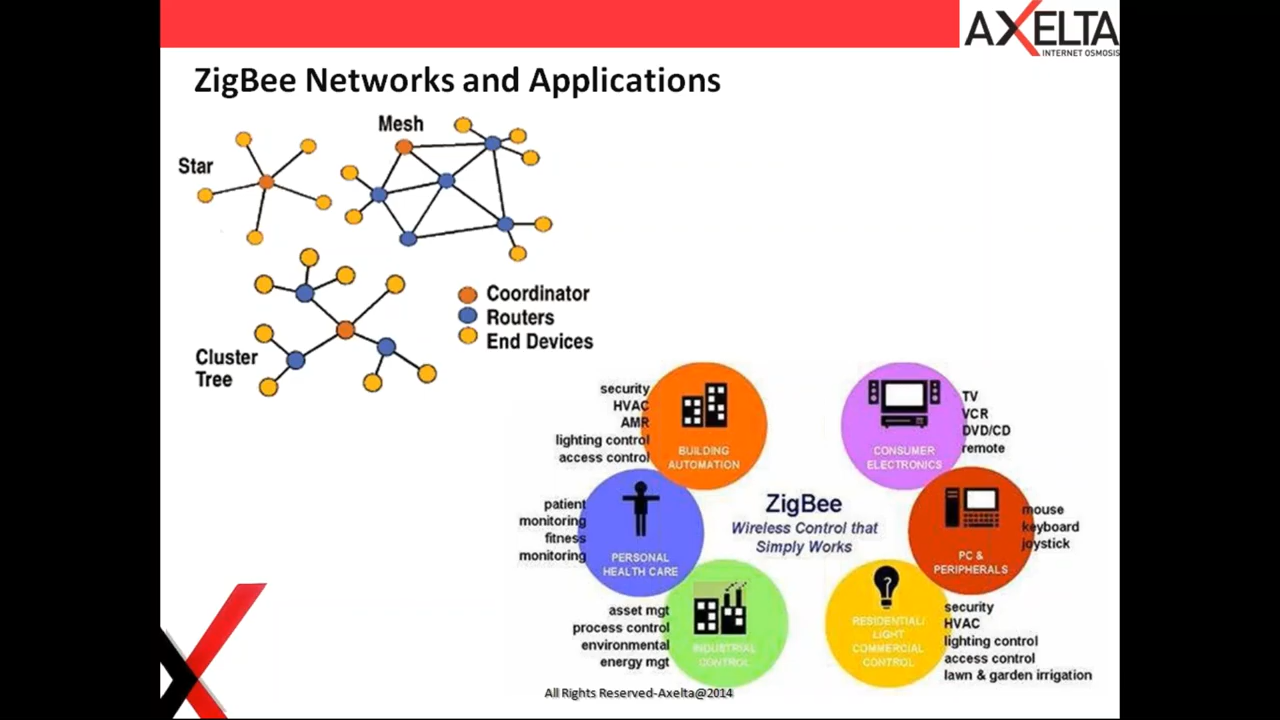 AXELTA
INTERNET OSMOSIS
ZigBee Networks and Applications
Star
Mesh
Cluster
Tree
Coordinator
Routers
End Devices
security
HVAC
AMR
lighting control
access control
BUILDING
AUTOMATION
CONSUMER
ELECTRONICS
TV
VCR
DVD/CD
remote
patient
monitoring
fitness
monitoring
PERSONAL
HEALTH CARE
ZigBee
Wireless Control that
Simply Works
PC &
PERIPHERALS
mouse
keyboard
joystick
asset mgt
process control
environmental
energy mgt
INDUSTRIAL
CONTROL
RESIDENTIAL/
LIGHT
COMMERCIAL
CONTROL
security
HVAC
lighting control
access control
lawn & garden irrigation
All Rights Reserved-Axelta@2014